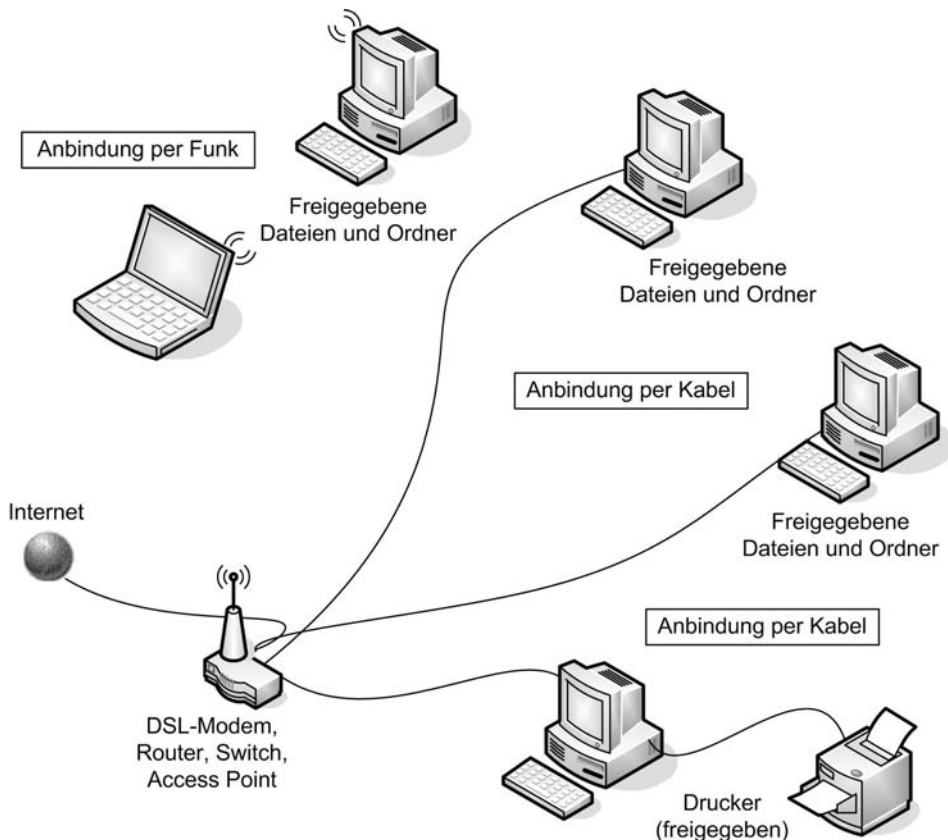 Anbindung per Funk
Freigegebene
Dateien und Ordner
Freigegebene
Dateien und Ordner
Anbindung per Kabel
Freigegebene
Dateien und Ordner
Internet
Anbindung per Kabel
DSL-Modem,
Router, Switch,
Access Point
Drucker
(freigegeben)